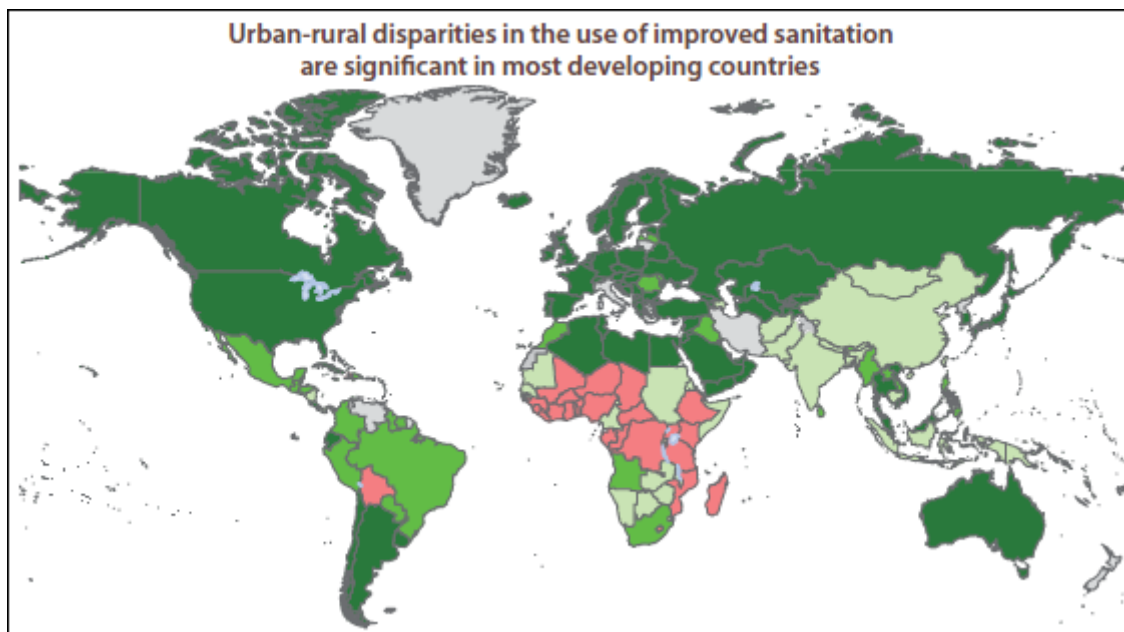 Urban-rural disparities in the use of improved sanitation
are significant in most developing countries